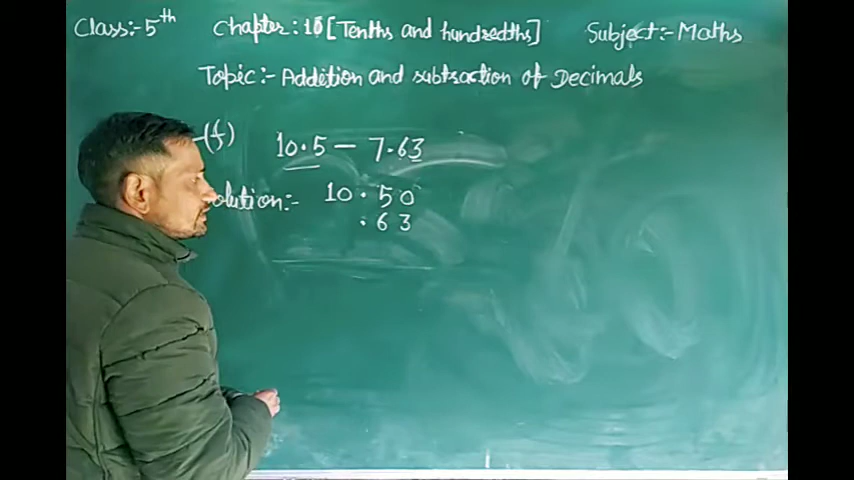 Class:- 5th Chapter: 10 [Tenths and hundredths] Subject:- Maths
Topic:- Addition and subtraction of Decimals
(f) 10.5 - 7.63
olution:- 10.50
.63